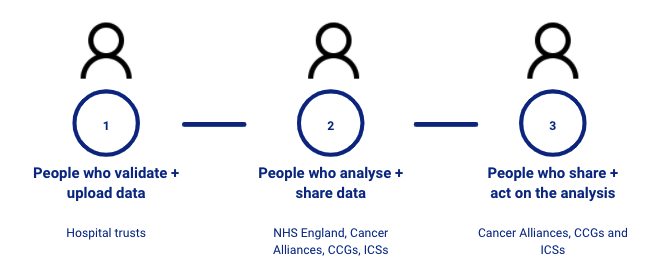 1
2
3
People who validate +
upload data
People who analyse +
share data
People who share +
act on the analysis
Hospital trusts
NHS England, Cancer
Alliances, CCGs, ICSs
Cancer Alliances, CCGs and
ICSs